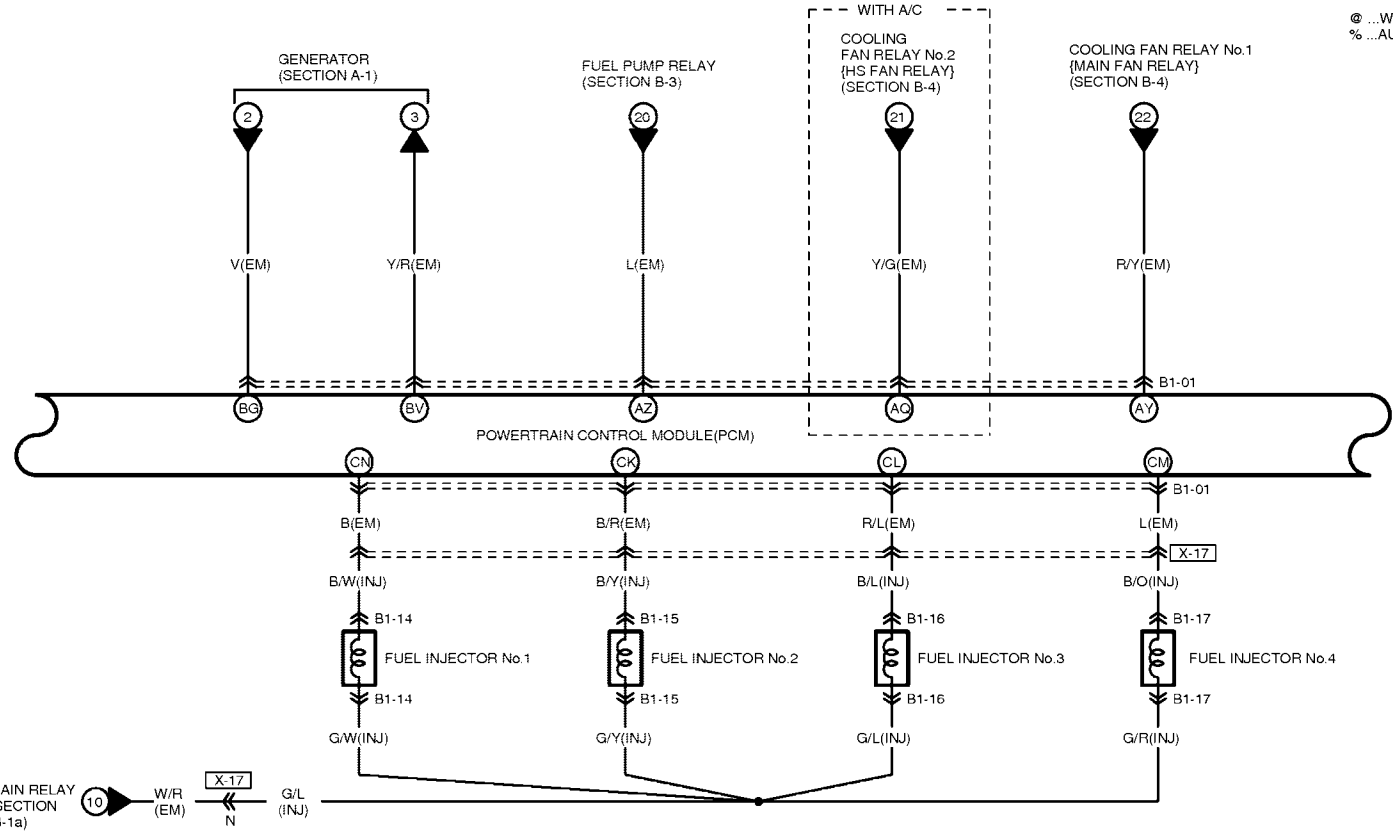 WITH A/C
@ ...W
% ...AU
GENERATOR
(SECTION A-1)
FUEL PUMP RELAY
(SECTION B-3)
COOLING
FAN RELAY No.2
{HS FAN RELAY}
(SECTION B-4)
COOLING FAN RELAY No.1
{MAIN FAN RELAY}
(SECTION B-4)
2
3
20
21
22
V(EM)
Y/R(EM)
L(EM)
Y/G(EM)
R/Y(EM)
B1-01
BG
BV
AZ
AQ
AY
POWERTRAIN CONTROL MODULE(PCM)
CN
CK
CL
CM
B1-01
B(EM)
B/R(EM)
R/L(EM)
L(EM)
X-17
B/W(INJ)
B/Y(INJ)
B/L(INJ)
B/O(INJ)
B1-14
B1-15
B1-16
B1-17
FUEL INJECTOR No.1
FUEL INJECTOR No.2
FUEL INJECTOR No.3
FUEL INJECTOR No.4
B1-14
B1-15
B1-16
B1-17
G/W(INJ)
G/Y(INJ)
G/L(INJ)
G/R(INJ)
AIN RELAY
SECTION
-1a)
10
W/R
(EM)
X-17
N
G/L
(INJ)